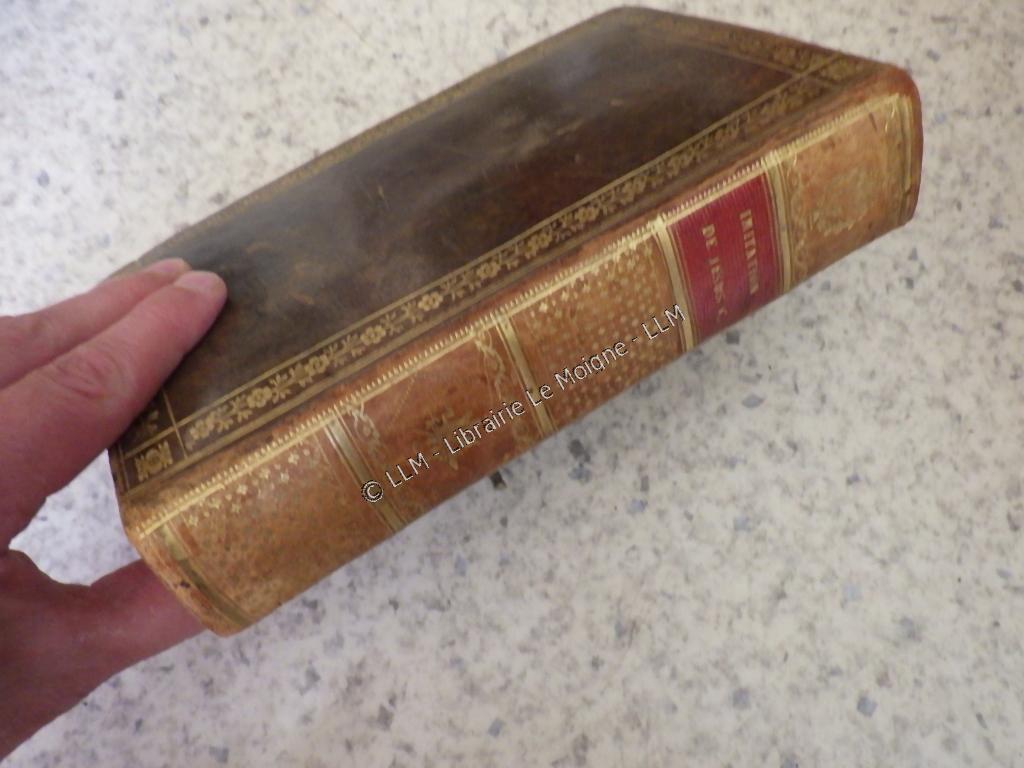 IMITATION
DE JESUS C.
© LLM - Librairie Le Moigne - LLM